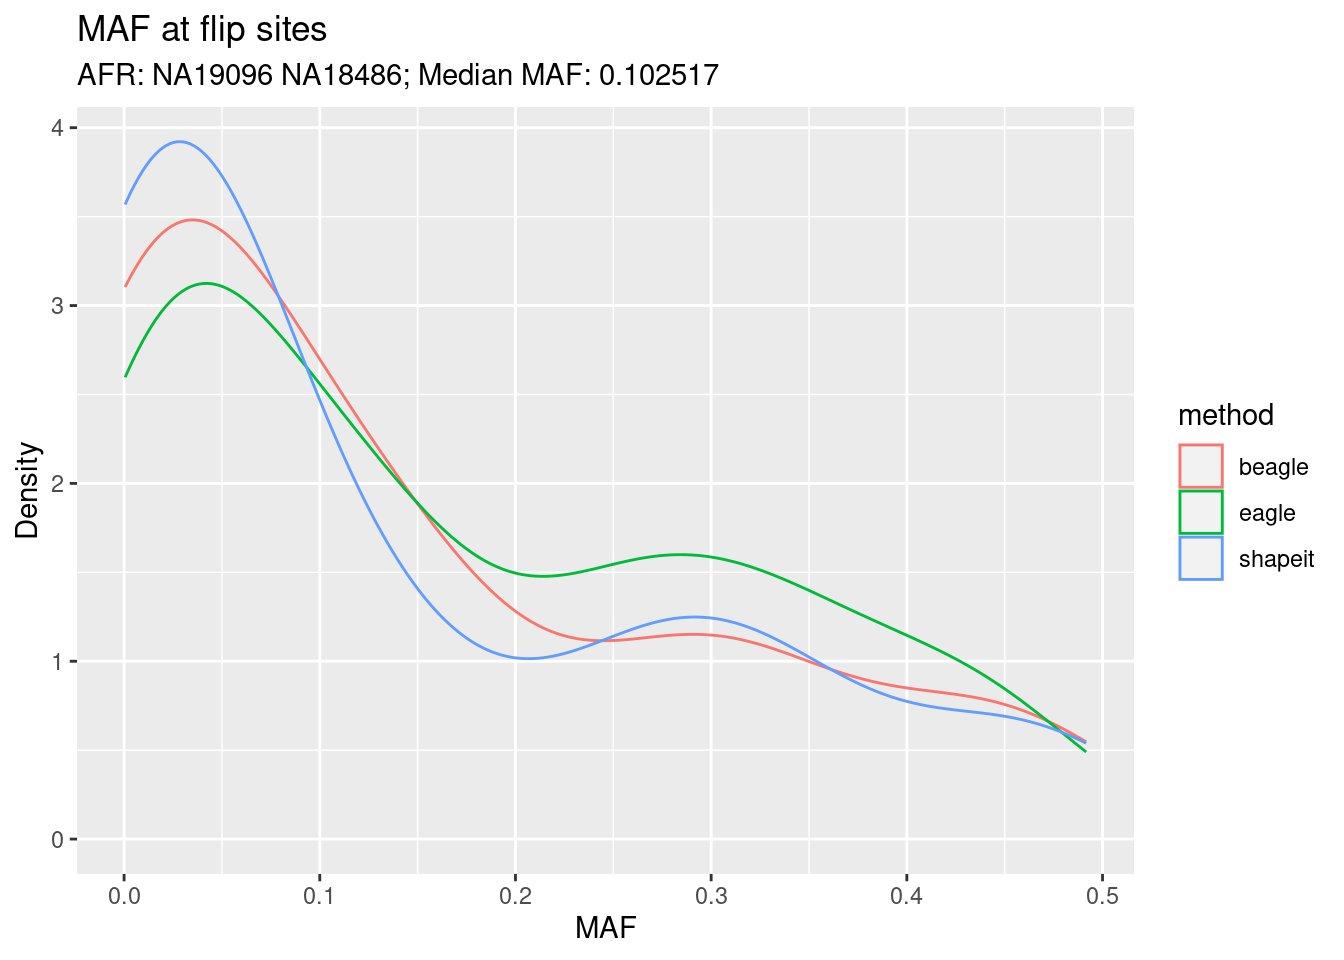 MAF at flip sites
AFR: NA19096 NA18486; Median MAF: 0.102517
4
3
2
1
0
Density
0.0
0.1
0.2
0.3
0.4
0.5
MAF
method
beagle
eagle
shapeit